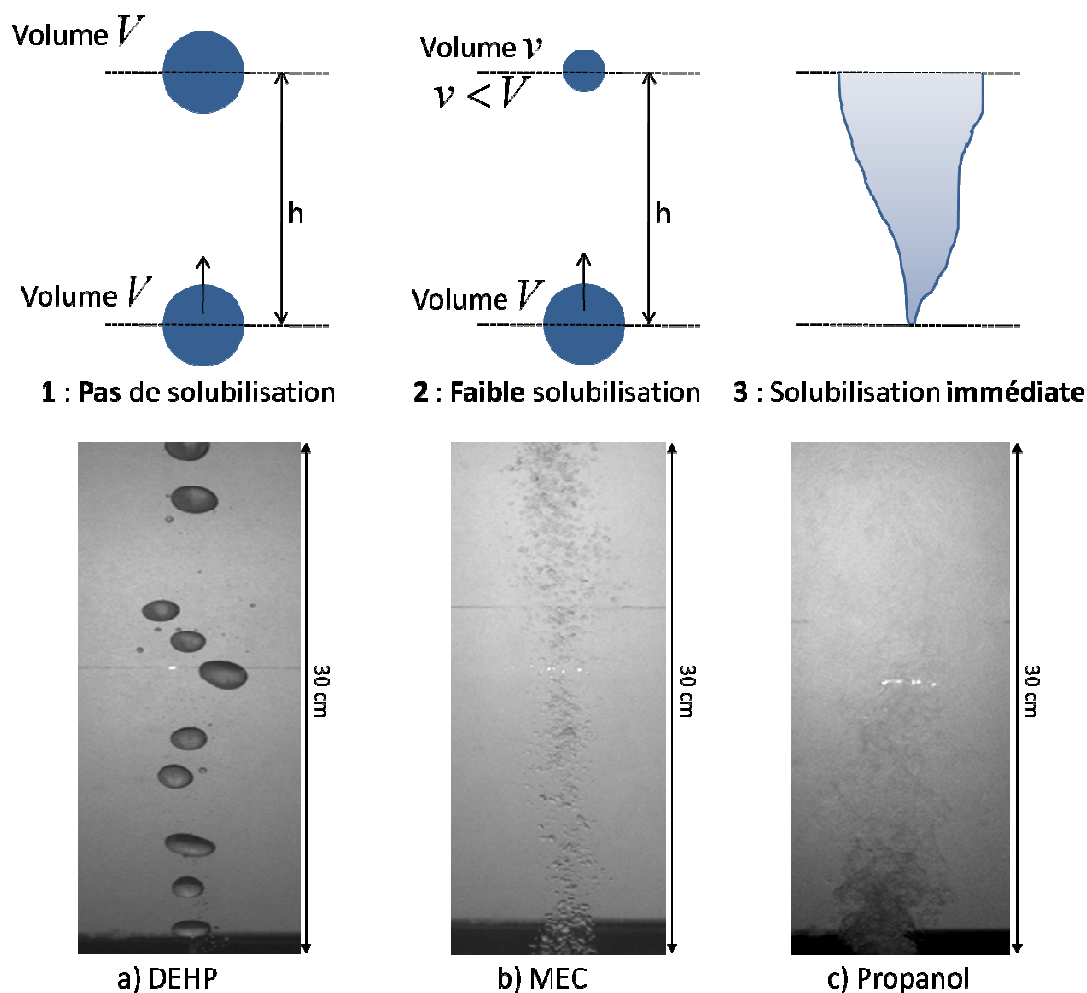 Volume V
h
Volume V
1 : Pas de solubilisation
Volume v
v < V
h
Volume V
2 : Faible solubilisation
3 : Solubilisation immédiate
30 cm
a) DEHP
30 cm
b) MEC
30 cm
c) Propanol